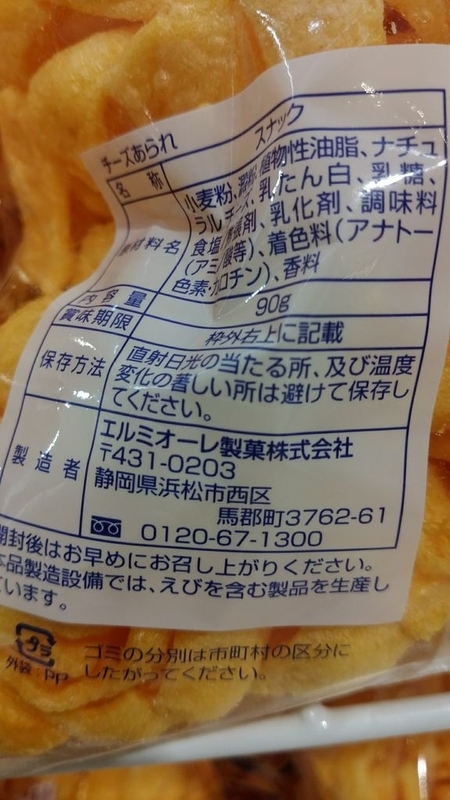 チーズあられ
名 称
スナック
材料名
小麦粉、澱粉、植物性油脂、ナチュ
ラルチーズ、乳たん白、乳糖、
食塩、膨張剤、乳化剤、調味料
(アミノ酸等)、着色料(アナトー
色素・カロチン)、香料
内容量
90g
賞味期限
枠外右上に記載
保存方法
直射日光の当たる所、及び温度
変化の著しい所は避けて保存し
てください。
製造者
エルミオーレ製菓株式会社
〒431-0203
静岡県浜松市西区
馬郡町3762-61
0120-67-1300
開封後はお早めにお召し上がりください。
本品製造設備では、えびを含む製品を生産し
ています。
プラ
外袋:PP
ゴミの分別は市町村の区分に
したがってください。